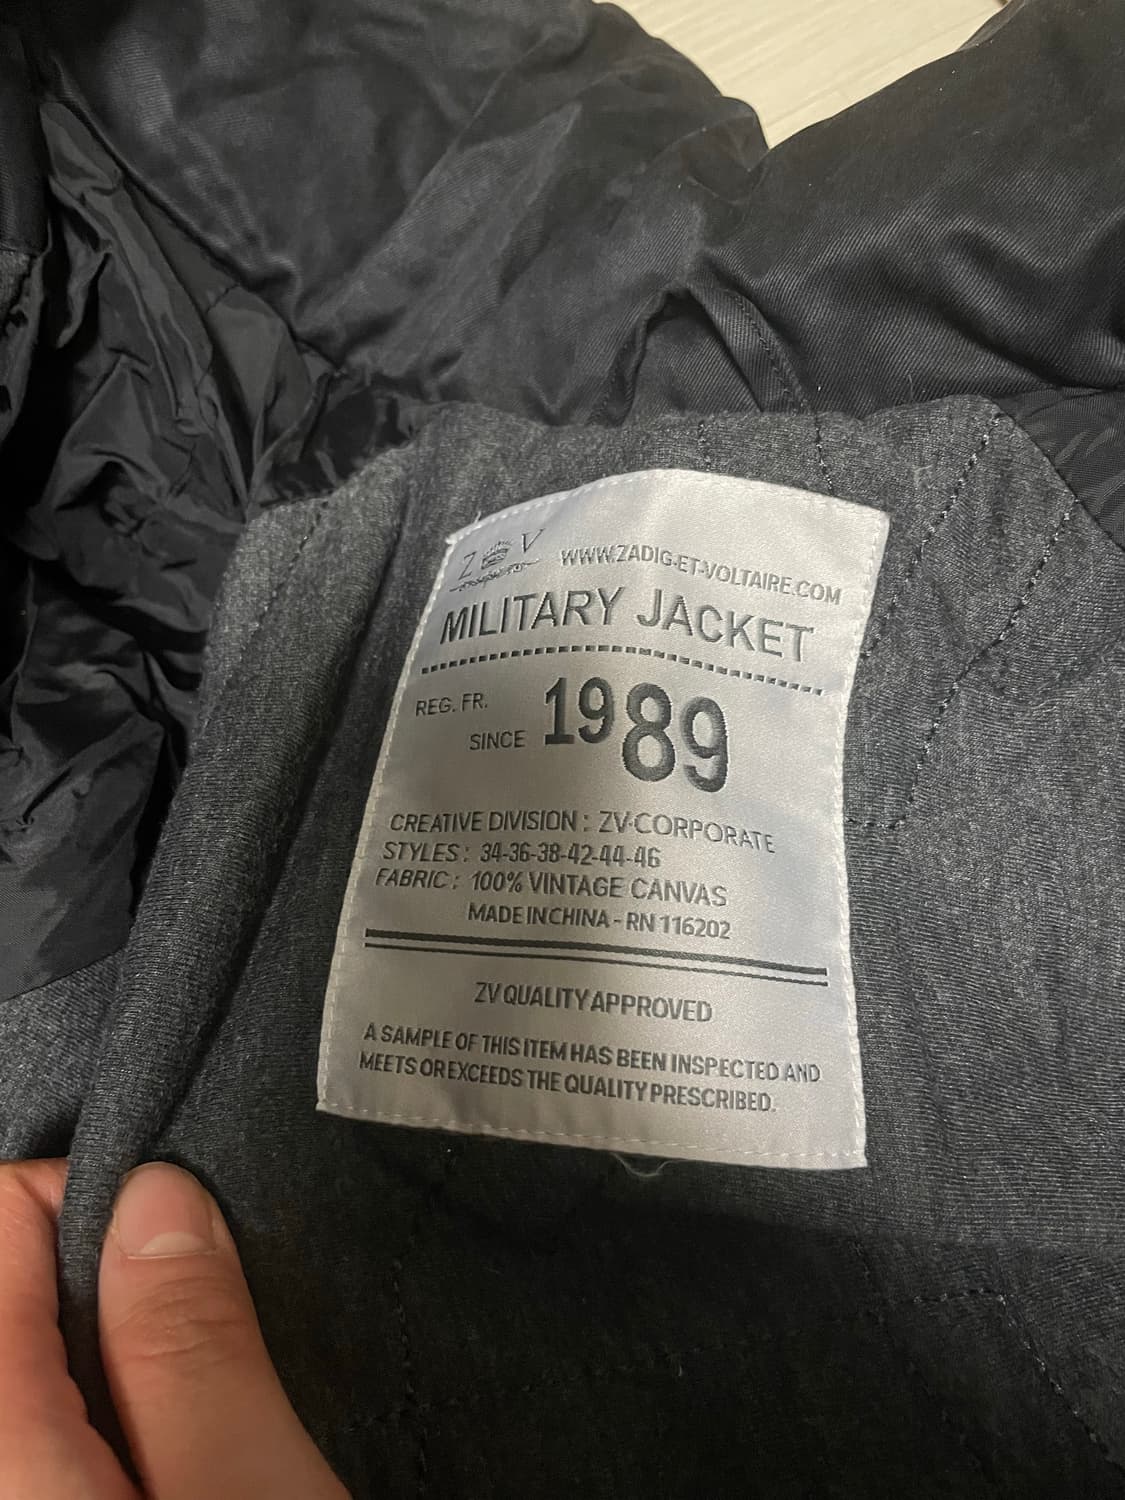 Z V WWW.ZADIG-ET-VOLTAIRE.COM
MILITARY JACKET
REG. FR.
SINCE 1989
CREATIVE DIVISION : ZV-CORPORATE
STYLES : 34-36-38-42-44-46
FABRIC : 100% VINTAGE CANVAS
MADE IN CHINA - RN 116202
ZV QUALITY APPROVED
A SAMPLE OF THIS ITEM HAS BEEN INSPECTED AND
MEETS OR EXCEEDS THE QUALITY PRESCRIBED.